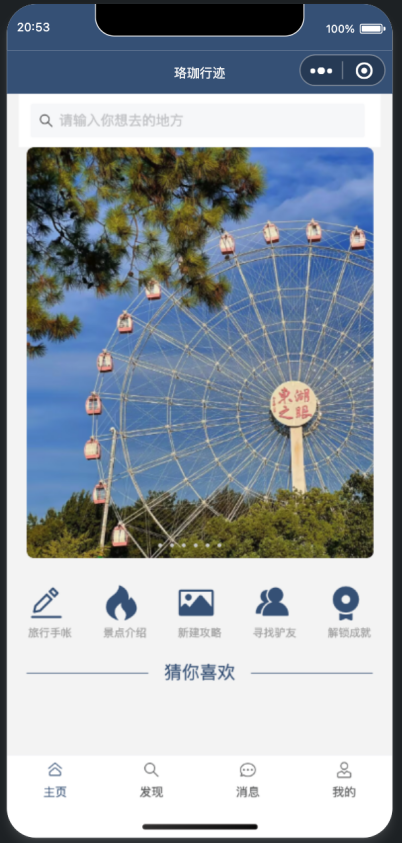 20:53
100%
珞珈行迹
请输入你想去的地方
東湖
之眼
旅行手帐
景点介绍
新建攻略
寻找驴友
解锁成就
猜你喜欢
主页
发现
消息
我的